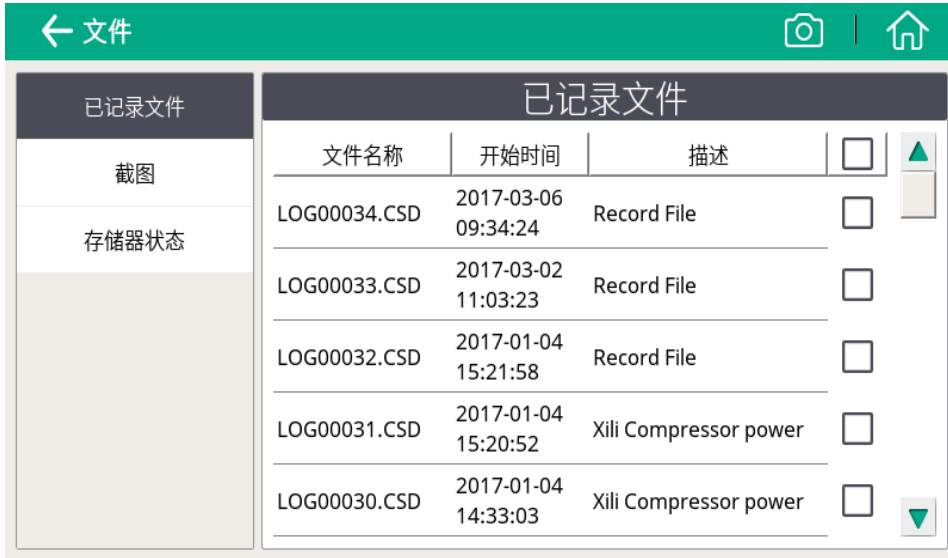 文件
已记录文件
截图
存储器状态
已记录文件
文件名称 开始时间 描述
LOG00034.CSD 2017-03-06 09:34:24 Record File
LOG00033.CSD 2017-03-02 11:03:23 Record File
LOG00032.CSD 2017-01-04 15:21:58 Record File
LOG00031.CSD 2017-01-04 15:20:52 Xili Compressor power
LOG00030.CSD 2017-01-04 14:33:03 Xili Compressor power